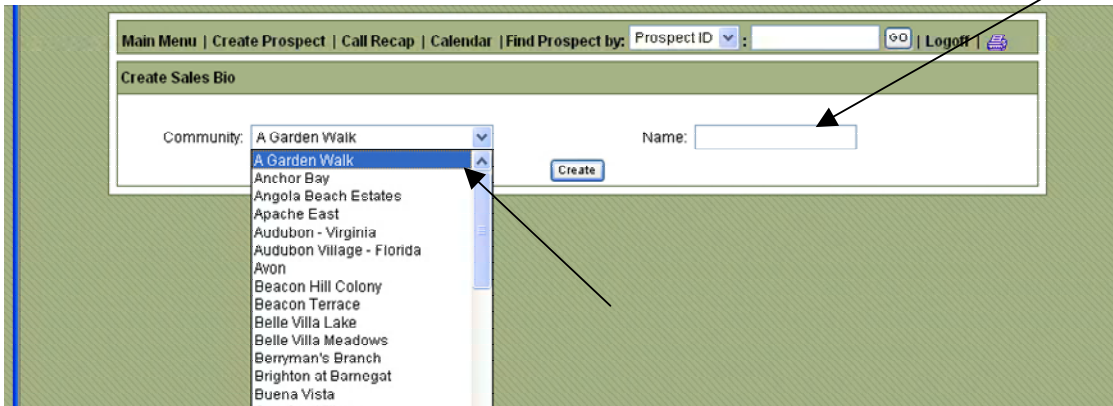 Main Menu | Create Prospect | Call Recap | Calendar | Find Prospect by: Prospect ID : GO | Logoff |
Create Sales Bio
Community: A Garden Walk Name:
A Garden Walk
Create
Anchor Bay
Angola Beach Estates
Apache East
Audubon - Virginia
Audubon Village - Florida
Avon
Beacon Hill Colony
Beacon Terrace
Belle Villa Lake
Belle Villa Meadows
Berryman's Branch
Brighton at Barnegat
Buena Vista